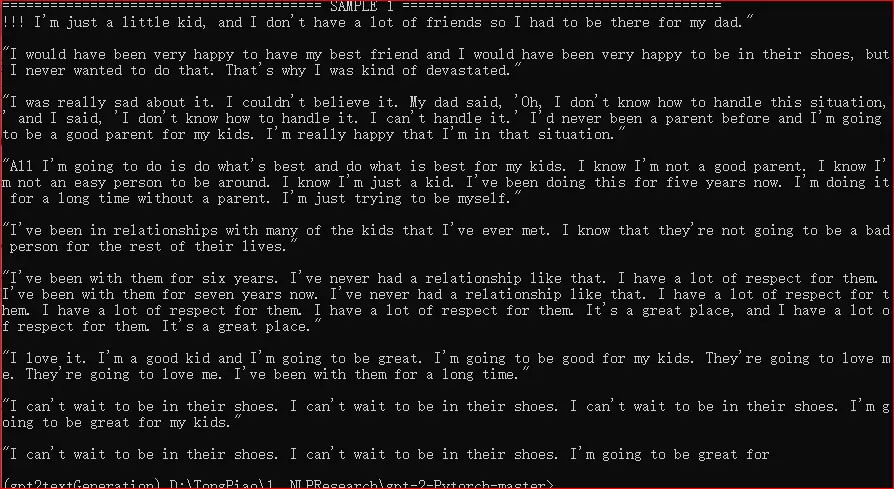 ======================================== SAMPLE 1 ========================================
!!! I'm just a little kid, and I don't have a lot of friends so I had to be there for my dad."
"I would have been very happy to have my best friend and I would have been very happy to be in their shoes, but
I never wanted to do that. That's why I was kind of devastated."
"I was really sad about it. I couldn't believe it. My dad said, 'Oh, I don't know how to handle this situation,
' and I said, 'I don't know how to handle it. I can't handle it.' I'd never been a parent before and I'm going
to be a good parent for my kids. I'm really happy that I'm in that situation."
"All I'm going to do is do what's best and do what is best for my kids. I know I'm not a good parent. I know I'
m not an easy person to be around. I know I'm just a kid. I've been doing this for five years now. I'm doing it
for a long time without a parent. I'm just trying to be myself."
"I've been in relationships with many of the kids that I've ever met. I know that they're not going to be a bad
person for the rest of their lives."
"I've been with them for six years. I've never had a relationship like that. I have a lot of respect for them.
I've been with them for seven years now. I've never had a relationship like that. I have a lot of respect for t
hem. I have a lot of respect for them. I have a lot of respect for them. It's a great place, and I have a lot o
f respect for them. It's a great place."
"I love it. I'm a good kid and I'm going to be great. I'm going to be good for my kids. They're going to love m
e. They're going to love me. I've been with them for a long time."
"I can't wait to be in their shoes. I can't wait to be in their shoes. I can't wait to be in their shoes. I'm g
oing to be great for my kids."
"I can't wait to be in their shoes. I can't wait to be in their shoes. I'm going to be great for
(gpt2textGeneration) D:\TongPiao\1. NLPResearch\gpt-2-Pytorch-master>